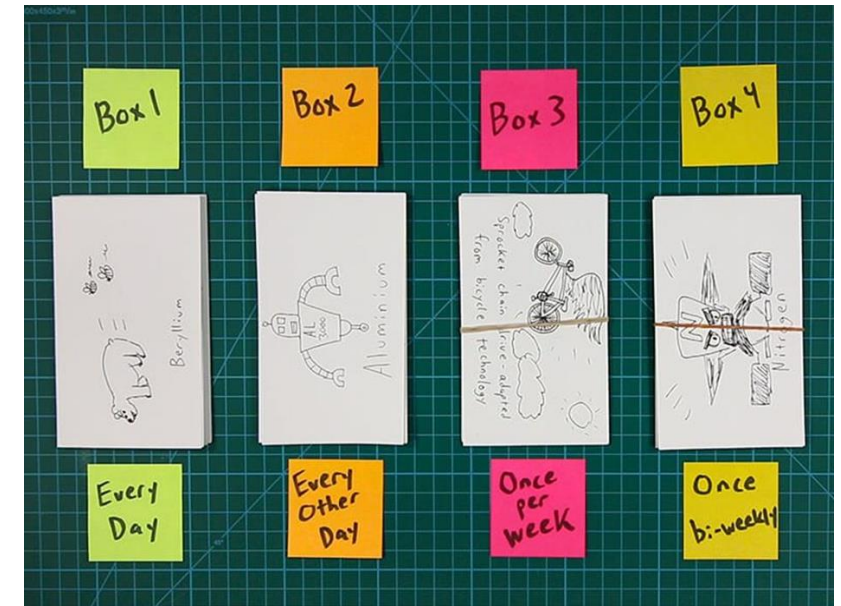 Box 1
Box 2
Box 3
Box 4
Beryllium
AL
3000
Aluminium
Sprocket chain drive-adapted
from bicycle technology
N
Nitrogen
Every
Day
Every
Other
Day
Once
per
week
Once
bi-weekly